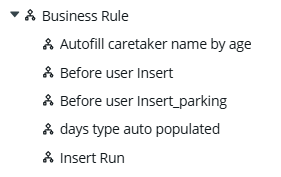 Business Rule
Autofill caretaker name by age
Before user Insert
Before user Insert_parking
days type auto populated
Insert Run